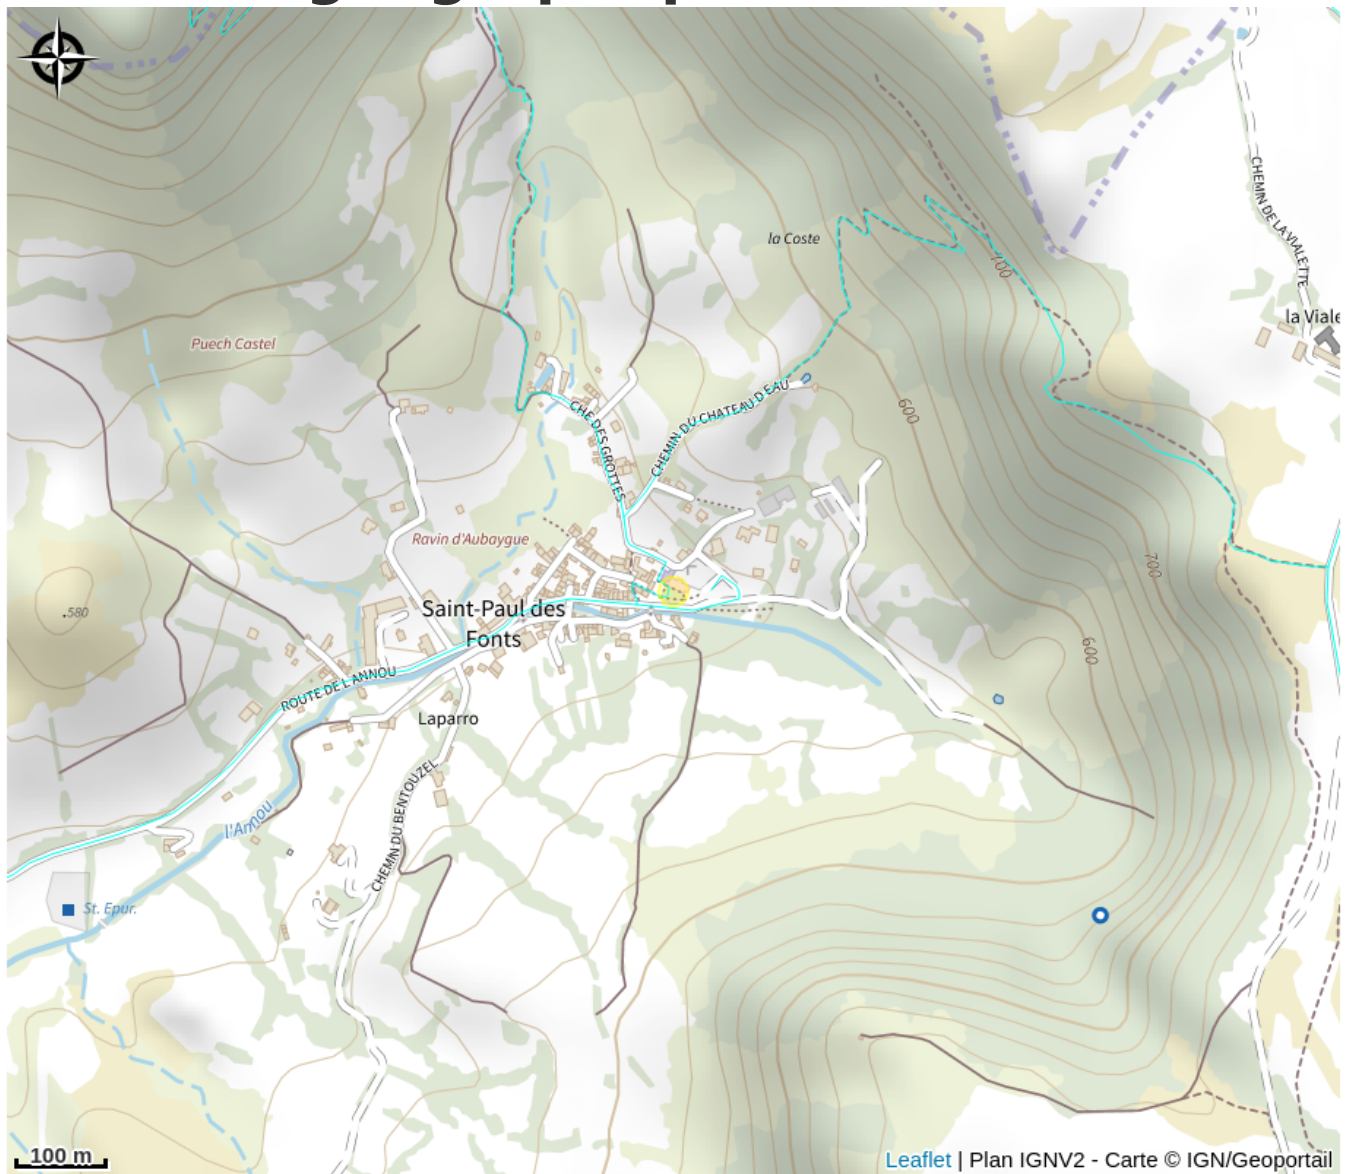 CHEMIN DE LA VIALETTE
la Coste
700
la Viale
Puech Castel
CHE DES GROTTES
CHEMIN DU CHATEAU D EAU
600
Ravin d'Aubaygue
700
.580
Saint-Paul des
Fonts
600
ROUTE DE L ANNOU
Laparro
CHEMIN DU BENTOUZEL
l'Annou
St. Epur.
100 m
Leaflet | Plan IGNV2 - Carte © IGN/Geoportail